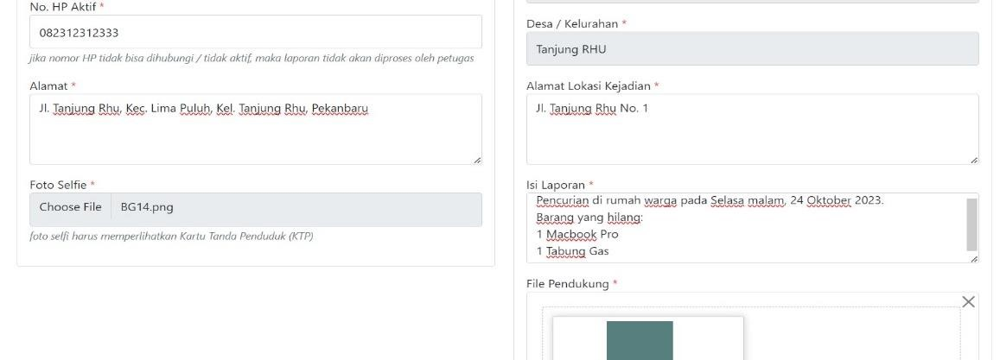 No. HP Aktif *
082312312333
jika nomor HP tidak bisa dihubungi / tidak aktif, maka laporan tidak akan diproses oleh petugas
Alamat *
Jl. Tanjung Rhu, Kec. Lima Puluh, Kel. Tanjung Rhu, Pekanbaru
Foto Selfie *
Choose File BG14.png
foto selfi harus memperlihatkan Kartu Tanda Penduduk (KTP)
Desa / Kelurahan *
Tanjung RHU
Alamat Lokasi Kejadian *
Jl. Tanjung Rhu No. 1
Isi Laporan *
Pencurian di rumah warga pada Selasa malam, 24 Oktober 2023.
Barang yang hilang:
1 Macbook Pro
1 Tabung Gas
File Pendukung *